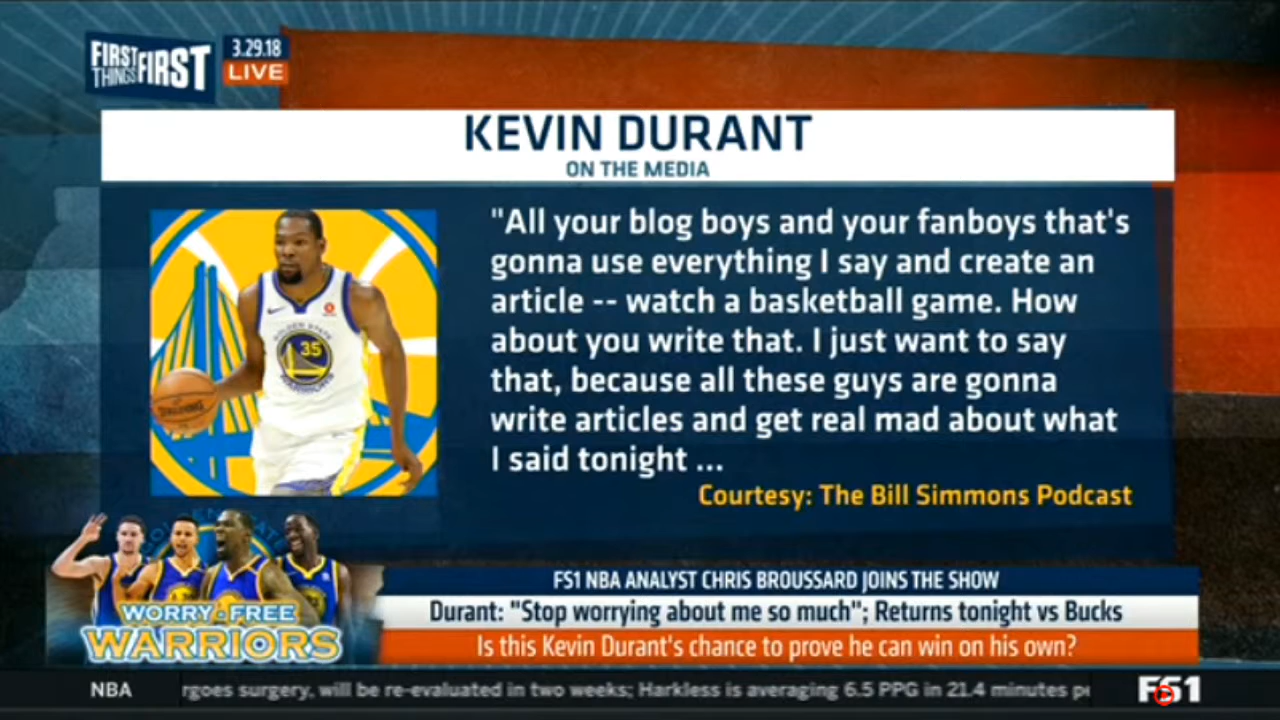 FIRST
THINGS FIRST
3.29.18
LIVE
KEVIN DURANT
ON THE MEDIA
"All your blog boys and your fanboys that's
gonna use everything I say and create an
article -- watch a basketball game. How
about you write that. I just want to say
that, because all these guys are gonna
write articles and get real mad about what
I said tonight ...
Courtesy: The Bill Simmons Podcast
GOLDEN STATE
35
SPALDING
WORRY-FREE
WARRIORS
FS1 NBA ANALYST CHRIS BROUSSARD JOINS THE SHOW
Durant: "Stop worrying about me so much"; Returns tonight vs Bucks
Is this Kevin Durant's chance to prove he can win on his own?
NBA
rgoes surgery, will be re-evaluated in two weeks; Harkless is averaging 6.5 PPG in 21.4 minutes pe
FS1